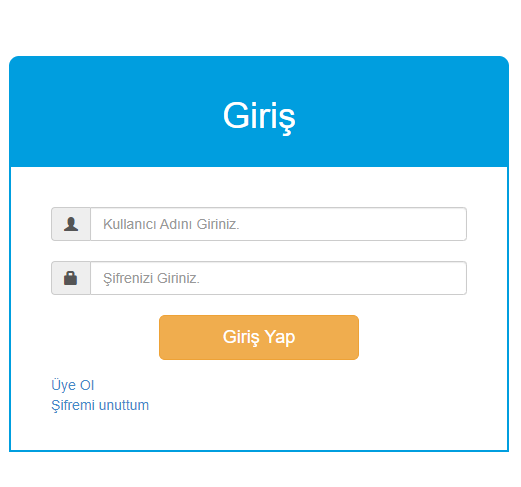 Giriş
Kullanıcı Adını Giriniz.
Şifrenizi Giriniz.
Giriş Yap
Üye Ol
Şifremi unuttum